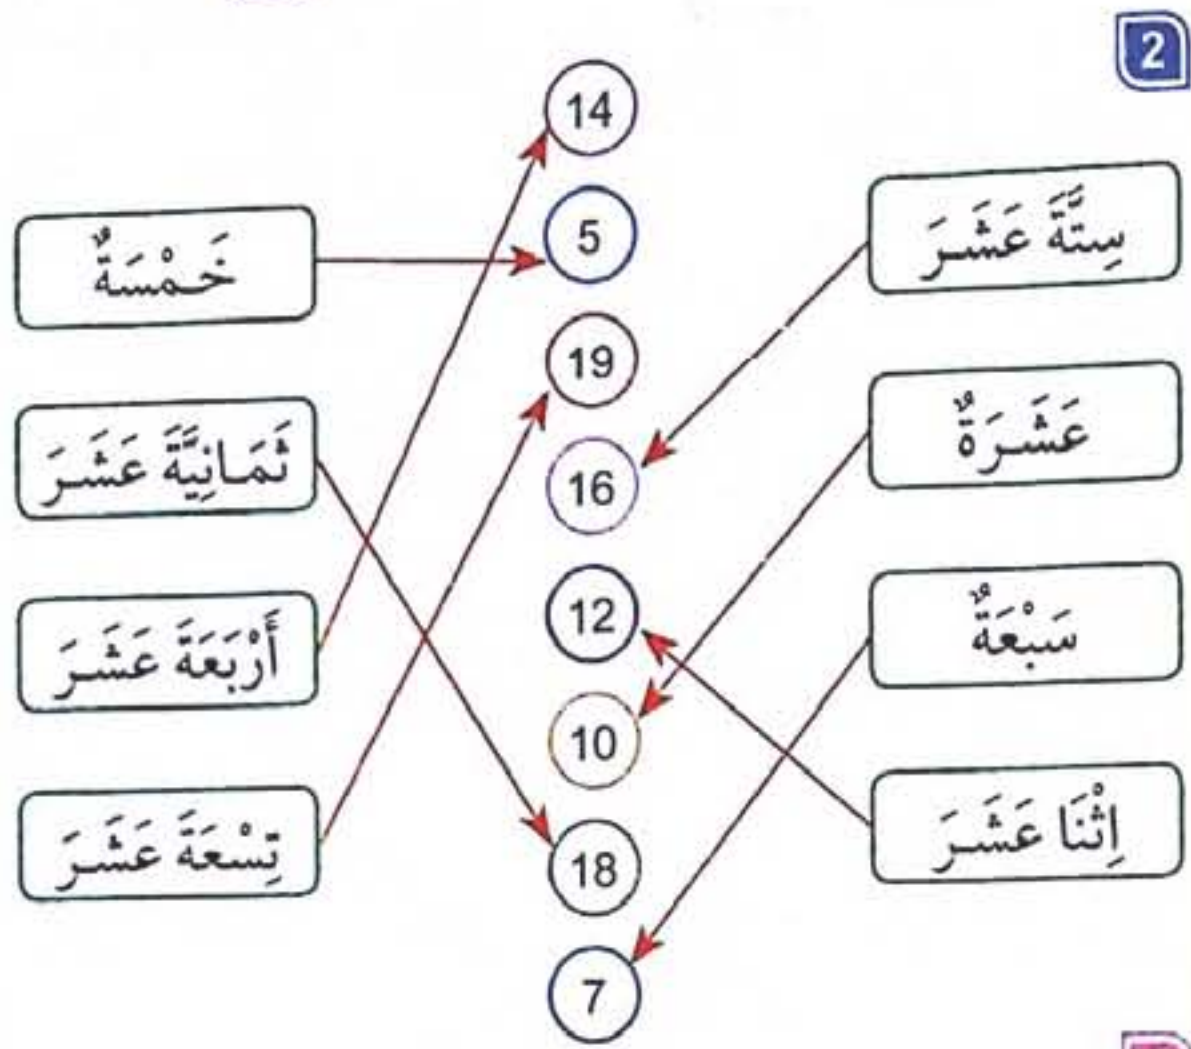 2
14
5
19
16
12
10
18
7
سِتَّةَ عَشَرَ
عَشَرَةٌ
سَبْعَةٌ
اِثْنَا عَشَرَ
خَمْسَةٌ
ثَمَانِيَّةَ عَشَرَ
أَرْبَعَةَ عَشَرَ
تِسْعَةَ عَشَرَ